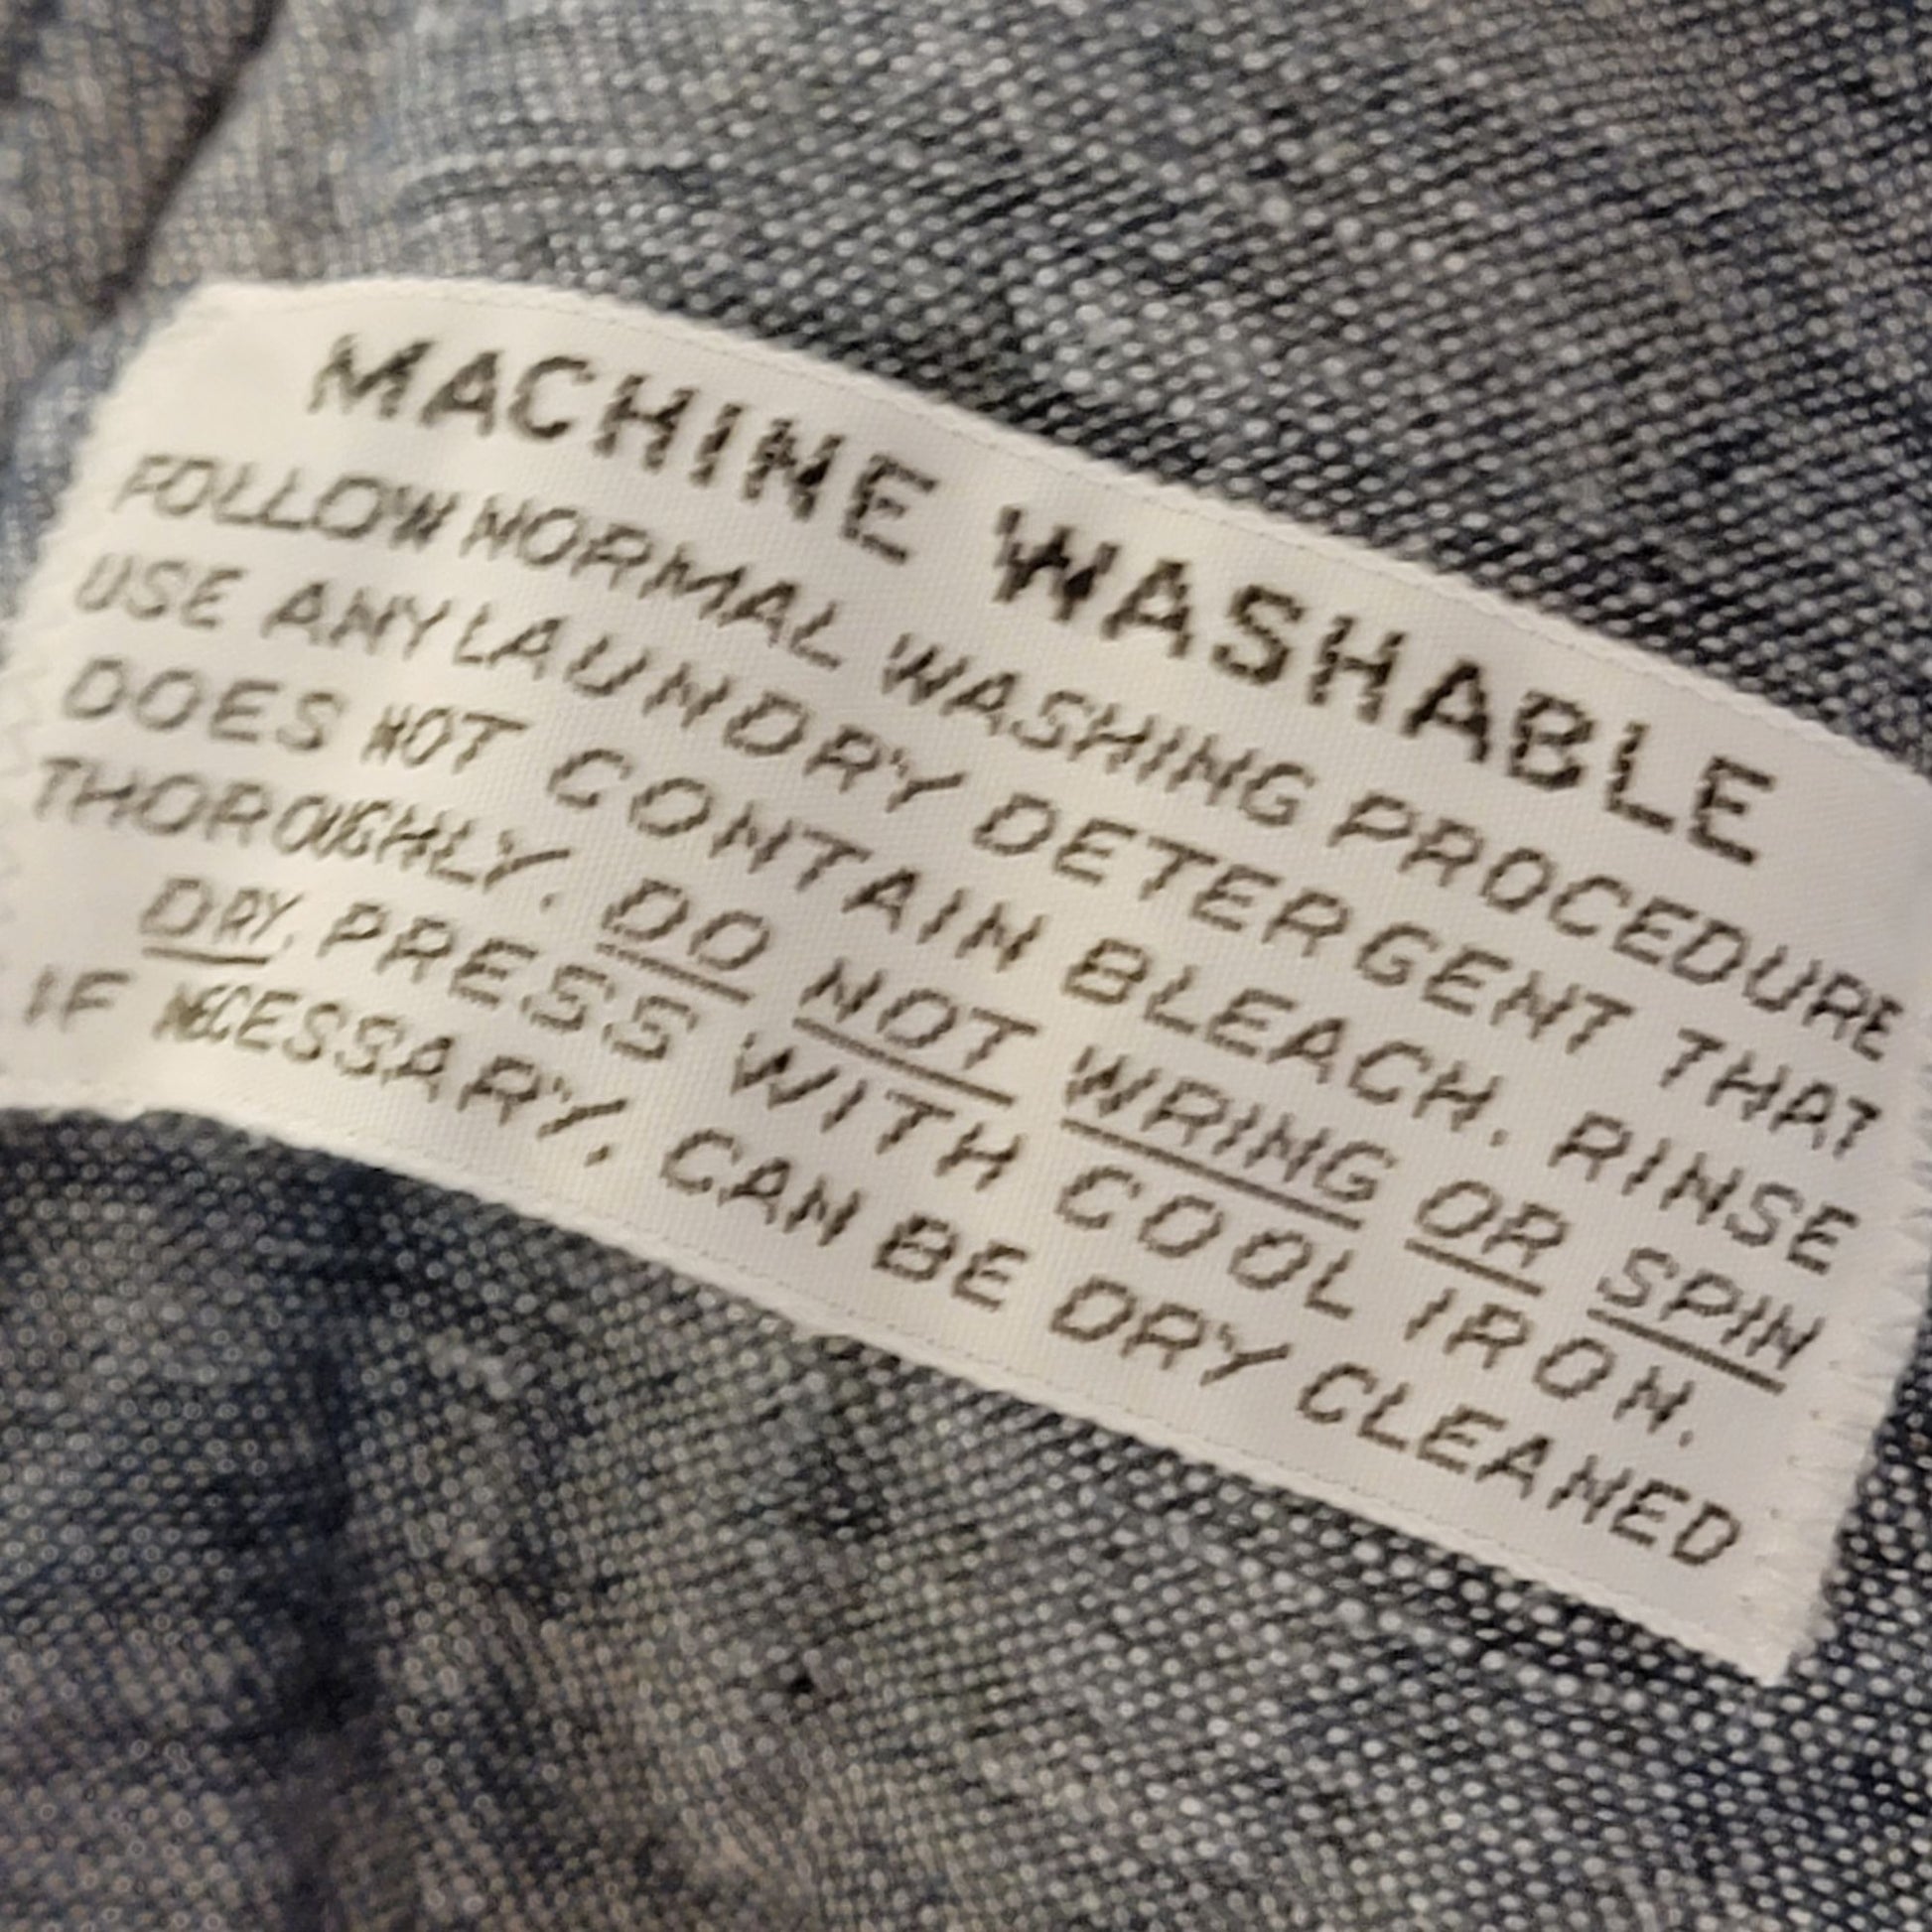 MACHINE WASHABLE
FOLLOW NORMAL WASHING PROCEDURE
USE ANY LAUNDRY DETERGENT THAT
DOES NOT CONTAIN BLEACH. RINSE
THOROUGHLY. DO NOT WRING OR SPIN
DRY. PRESS WITH COOL IRON.
IF NECESSARY, CAN BE DRY CLEANED